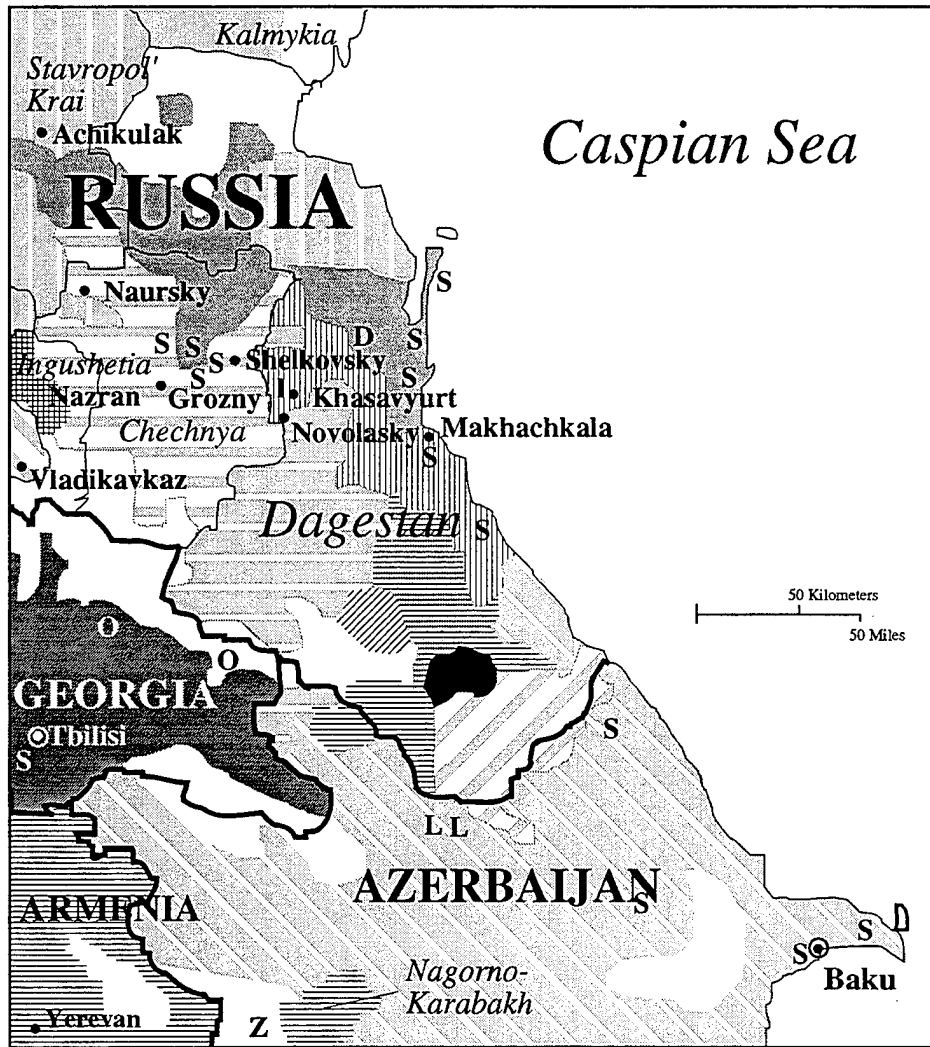 Kalmykia
Stavropol'
Krai
Achikulak
Caspian Sea
RUSSIA
S
Naursky
D
S
S
S
S
Shelkovsky
Ingushetia
S
S
Nazran
Grozny
I
Khasavyurt
Chechnya
Novolasky
Makhachkala
S
Vladikavkaz
Dagestan
S
50 Kilometers
50 Miles
O
O
GEORGIA
Tbilisi
S
S
L L
AZERBAIJAN
S
ARMENIA
S
S
Baku
Nagorno-
Karabakh
Yerevan
Z